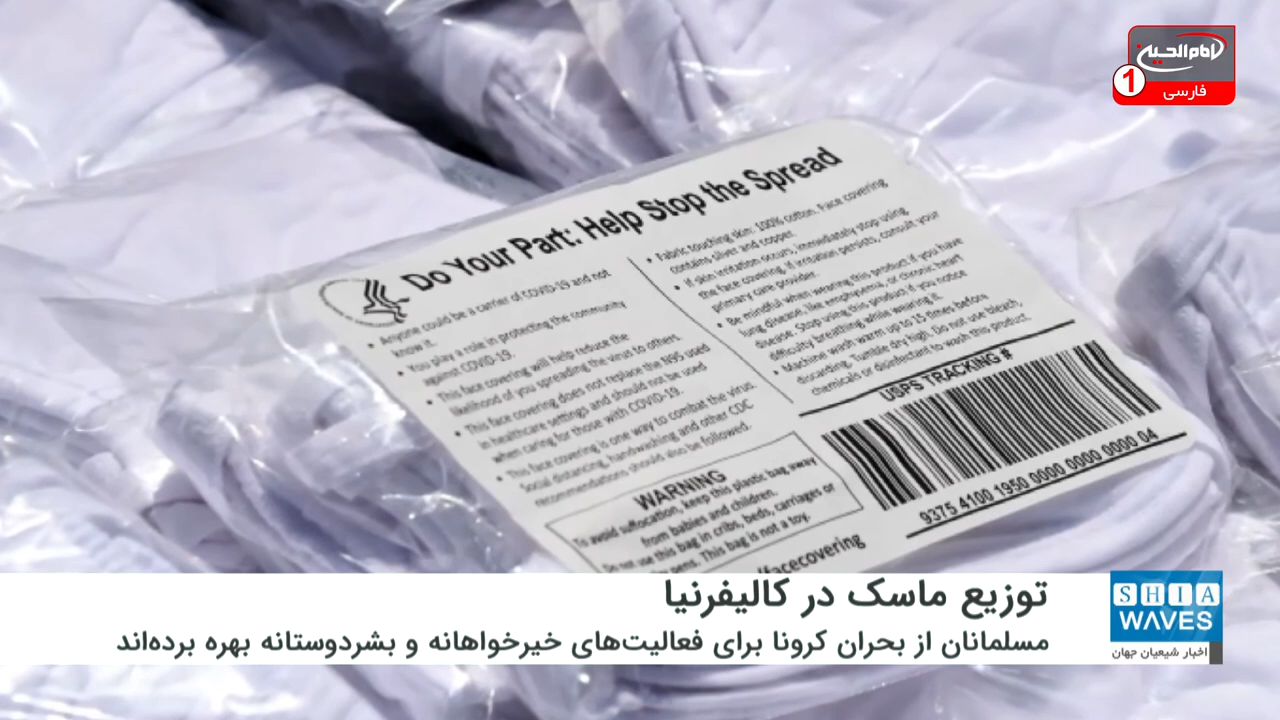 امام الحسین
1
فارسی
Do Your Part: Help Stop the Spread
• Anyone could be a carrier of COVID-19 and not
know it.
• You play a role in protecting the community
against COVID-19.
• This face covering will help reduce the
likelihood of you spreading the virus to others.
• This face covering does not replace the N95 used
in healthcare settings and should not be used
when caring for those with COVID-19.
• This face covering is one way to combat the virus.
Social distancing, handwashing and other CDC
recommendations should also be followed.
• Fabric touching skin: 100% cotton. Face covering
contains silver and copper.
• If skin irritation occurs, immediately stop using
the face covering. If irritation persists, consult your
primary care provider.
• Be mindful when wearing this product if you have
lung disease, like emphysema, or chronic heart
disease. Stop using this product if you notice
difficulty breathing while wearing it.
• Machine wash warm up to 15 times before
discarding. Tumble dry light. Do not use bleach,
chemicals or disinfectant to wash this product.
WARNING
To avoid suffocation, keep this plastic bag away
from babies and children.
Do not use this bag in cribs, beds, carriages or
pens. This bag is not a toy.
/facecovering
USPS TRACKING #
9375 4100 1950 0000 0000 0000 04
توزیع ماسک در کالیفرنیا
مسلمانان از بحران کرونا برای فعالیت‌های خیرخواهانه و بشردوستانه بهره برده‌اند
SHIA
WAVES
اخبار شیعیان جهان